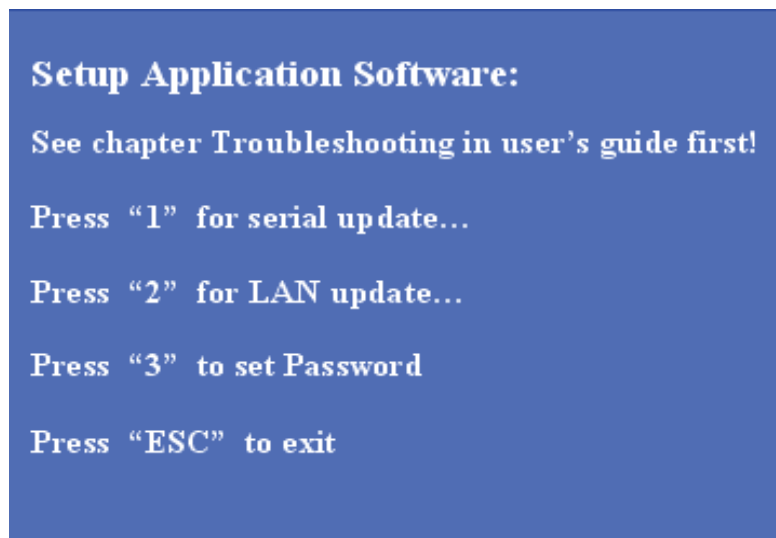 Setup Application Software:
See chapter Troubleshooting in user’s guide first!
Press “1” for serial update...
Press “2” for LAN update...
Press “3” to set Password
Press “ESC” to exit